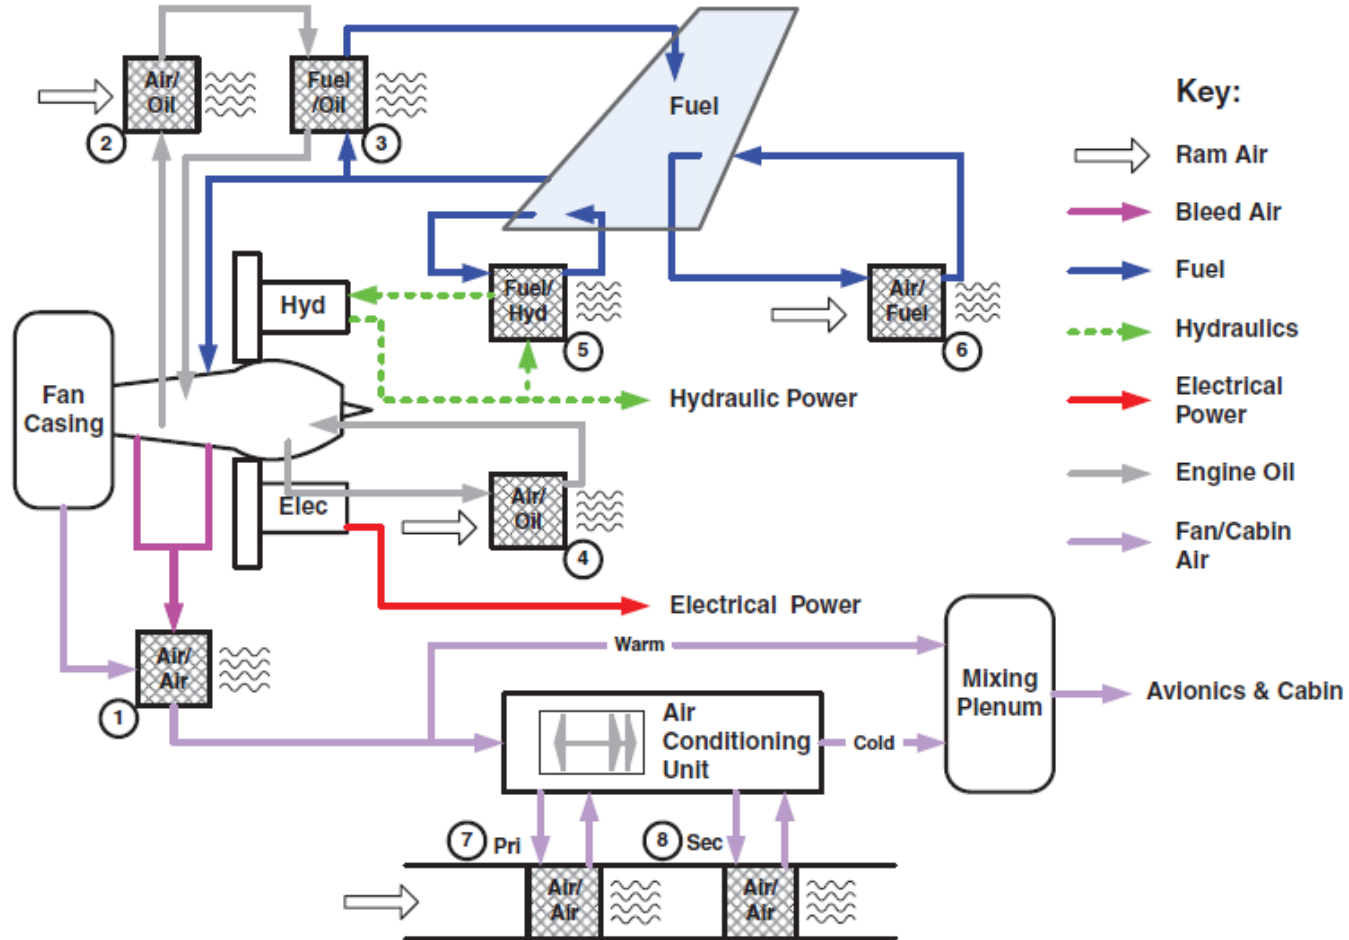 Air/
Oil
2
Fuel
/Oil
3
Fuel
Key:
Ram Air
Bleed Air
Fuel
Hydraulics
Electrical
Power
Engine Oil
Fan/Cabin
Air
Hyd
Fuel/
Hyd
5
Air/
Fuel
6
Fan
Casing
Hydraulic Power
Elec
Air/
Oil
4
Electrical Power
Air/
Air
1
Warm
Mixing
Plenum
Avionics & Cabin
Air
Conditioning
Unit
Cold
7 Pri
8 Sec
Air/
Air
Air/
Air